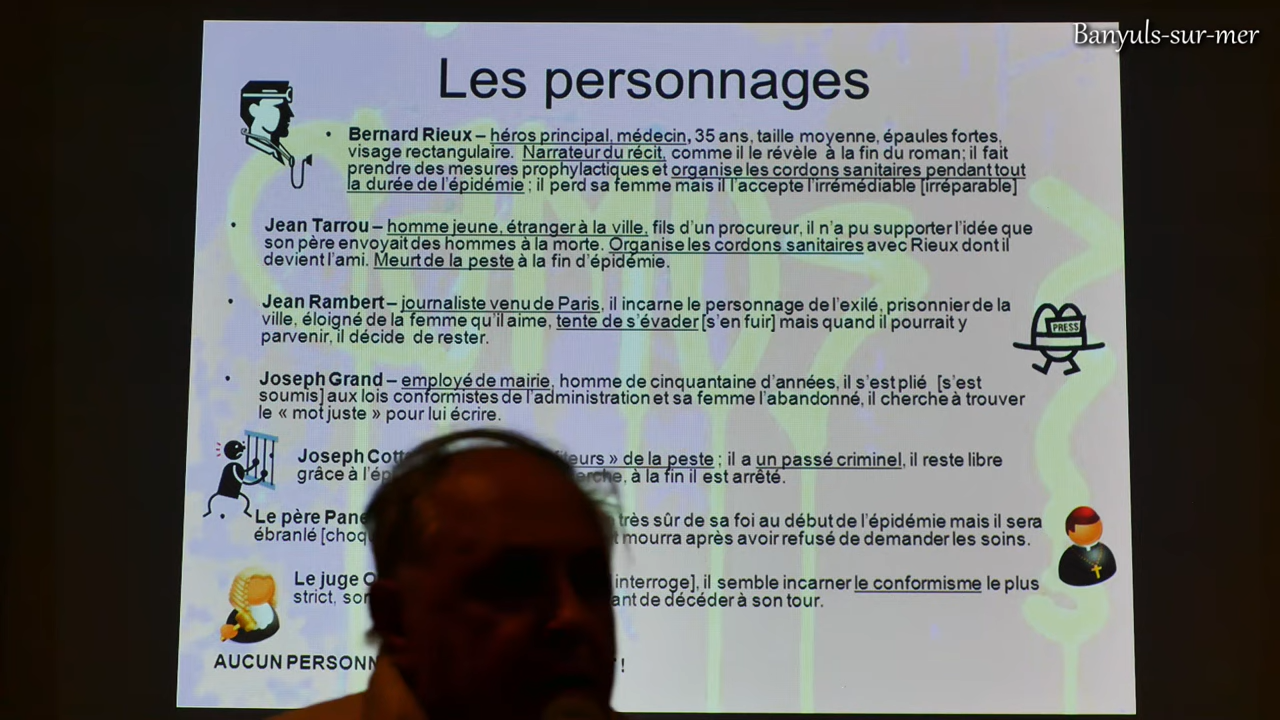 Banyuls-sur-mer
Les personnages
• Bernard Rieux – héros principal, médecin, 35 ans, taille moyenne, épaules fortes,
visage rectangulaire. Narrateur du récit, comme il le révèle à la fin du roman; il fait
prendre des mesures prophylactiques et organise les cordons sanitaires pendant tout
la durée de l'épidémie ; il perd sa femme mais il l'accepte l'irrémédiable [irréparable]
• Jean Tarrou – homme jeune, étranger à la ville, fils d'un procureur, il n'a pu supporter l'idée que
son père envoyait des hommes à la morte. Organise les cordons sanitaires avec Rieux dont il
devient l'ami. Meurt de la peste à la fin d'épidémie.
• Jean Rambert – journaliste venu de Paris, il incarne le personnage de l'exilé, prisonnier de la
ville, éloigné de la femme qu'il aime, tente de s'évader [s'en fuir] mais quand il pourrait y
parvenir, il décide de rester.
PRESS
• Joseph Grand – employé de mairie, homme de cinquantaine d'années, il s'est plié [s'est
soumis] aux lois conformistes de l'administration et sa femme l'abandonné, il cherche à trouver
le « mot juste » pour lui écrire.
Joseph » de la peste ; il a un passé criminel, il reste libre
grâce à , à la fin il est arrêté.
• Le père très sûr de sa foi au début de l'épidémie mais il sera
ébranlé mourra après avoir refusé de demander les soins.
Le juge interroge], il semble incarner le conformisme le plus
strict, de décéder à son tour.
AUCUN !